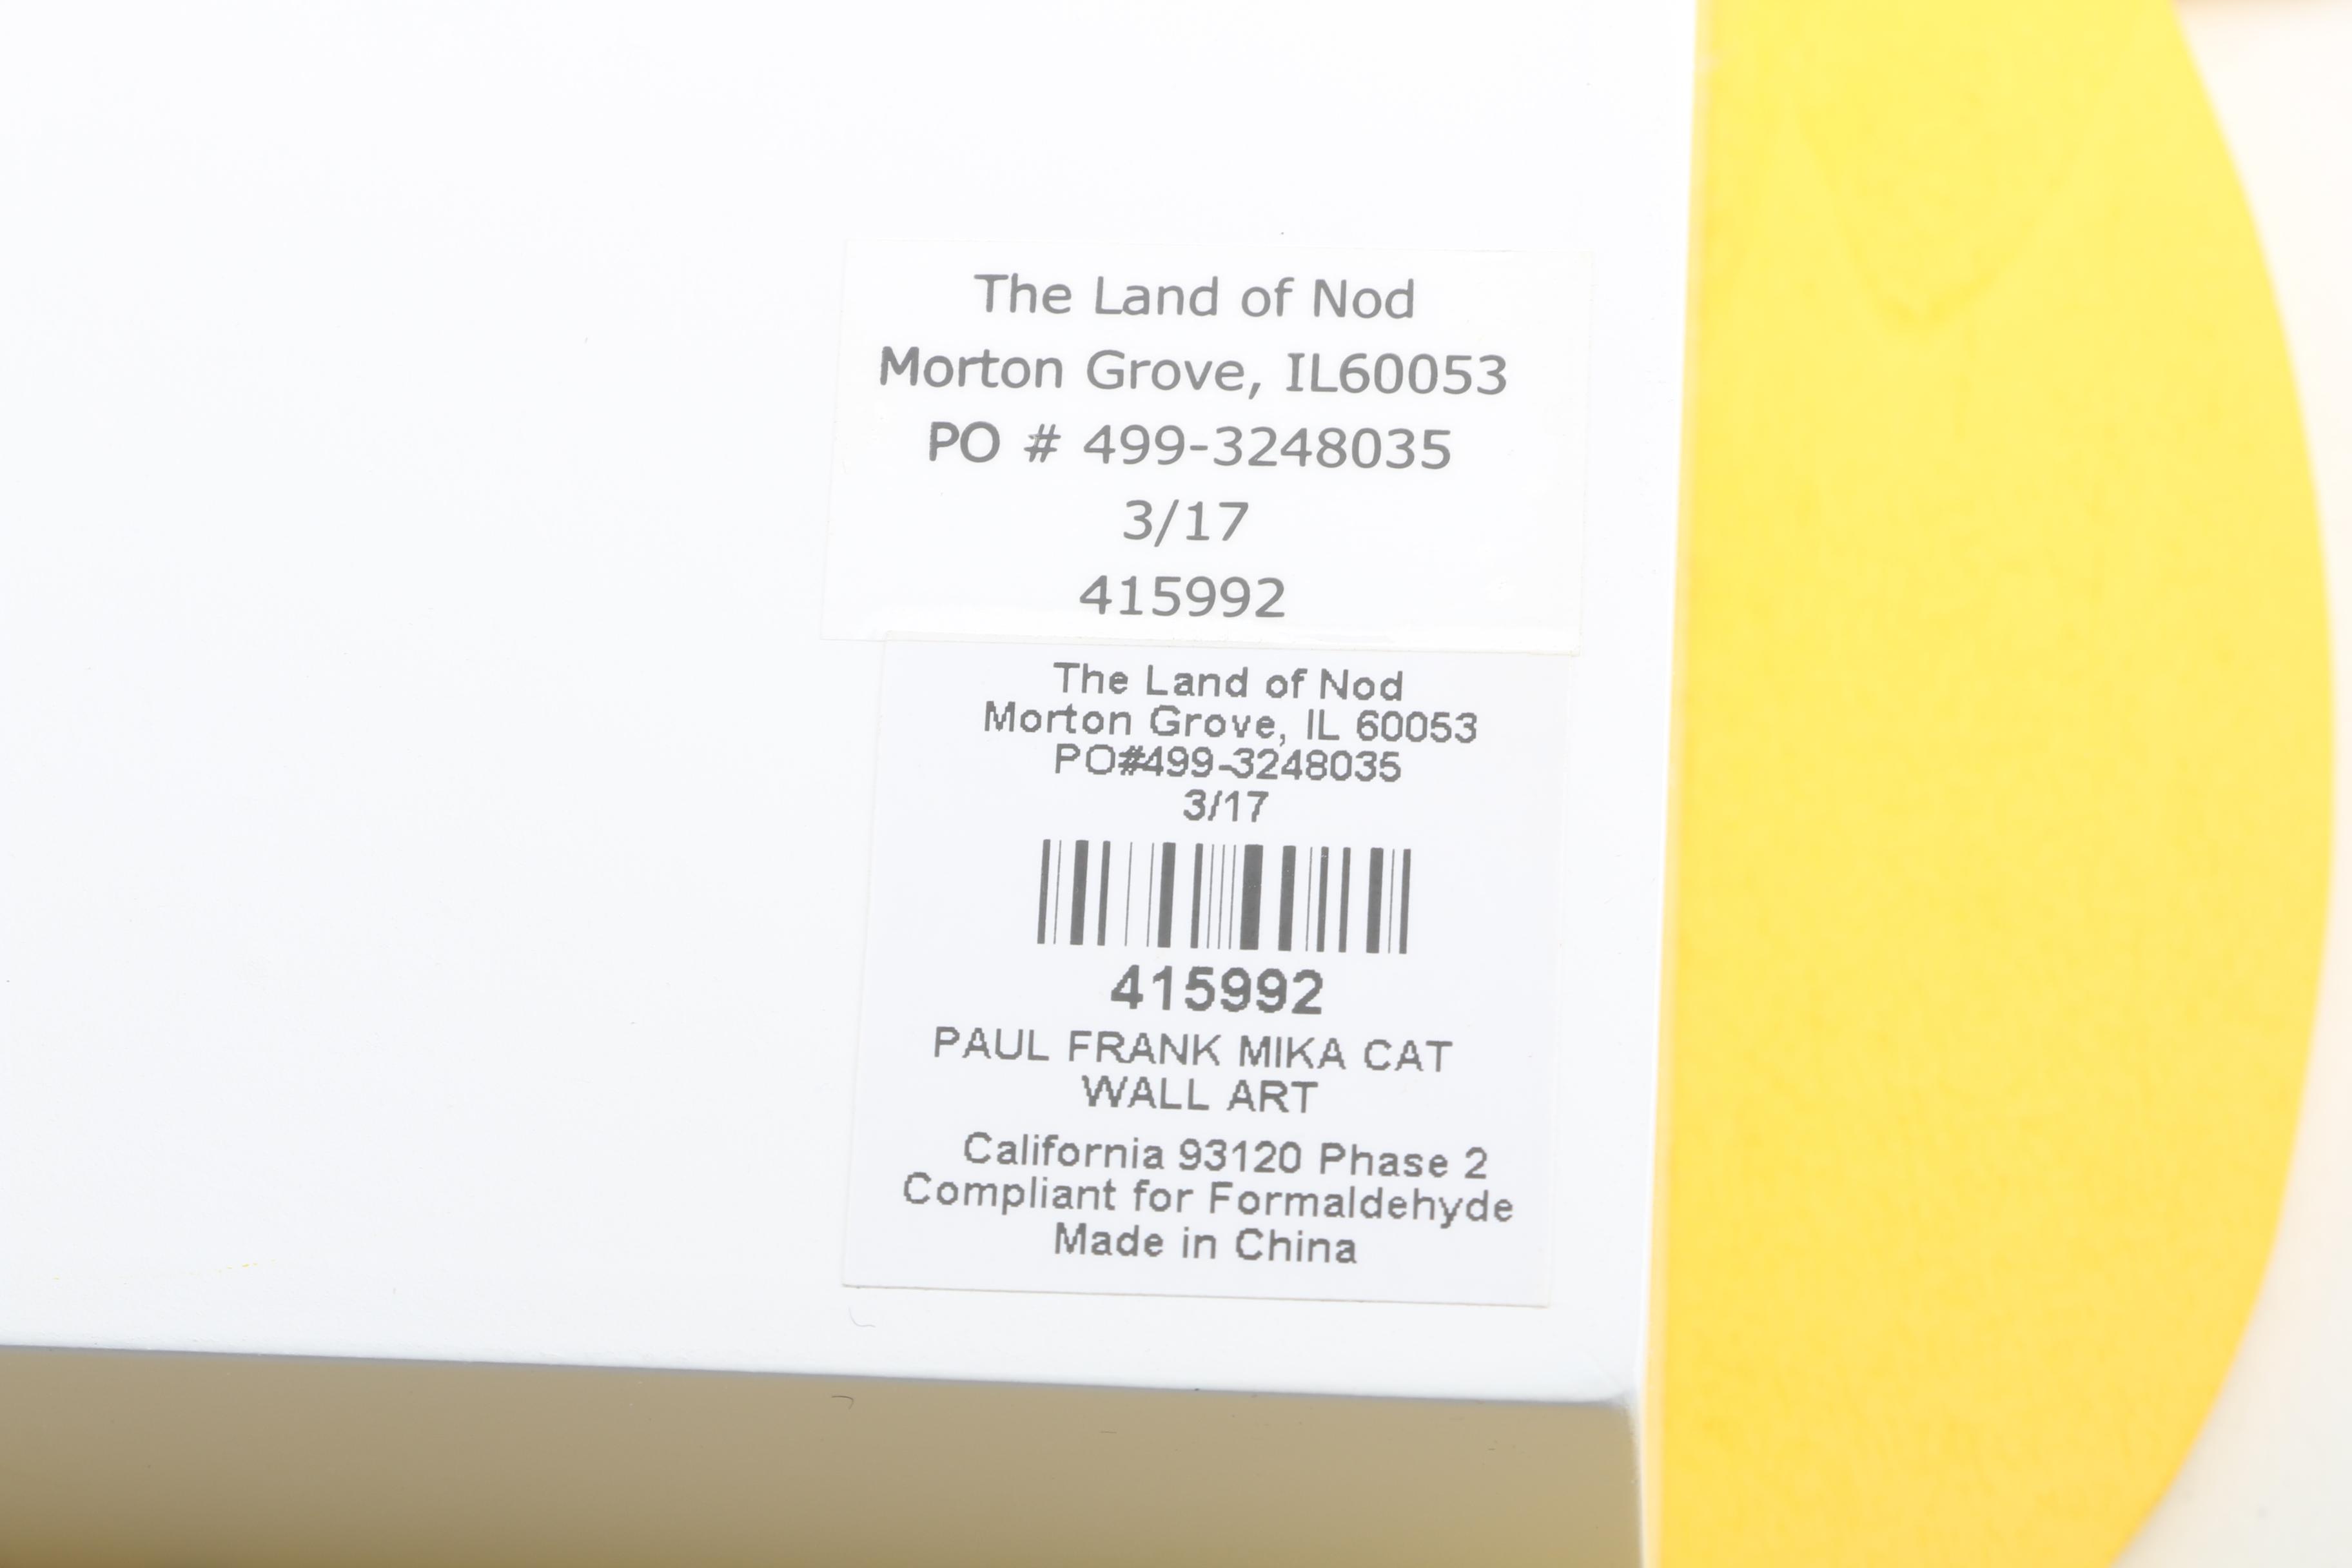 The Land of Nod
Morton Grove, IL60053
PO # 499-3248035
3/17
415992
The Land of Nod
Morton Grove, IL 60053
PO#499-3248035
3/17
415992
PAUL FRANK MIKA CAT
WALL ART
California 93120 Phase 2
Compliant for Formaldehyde
Made in China